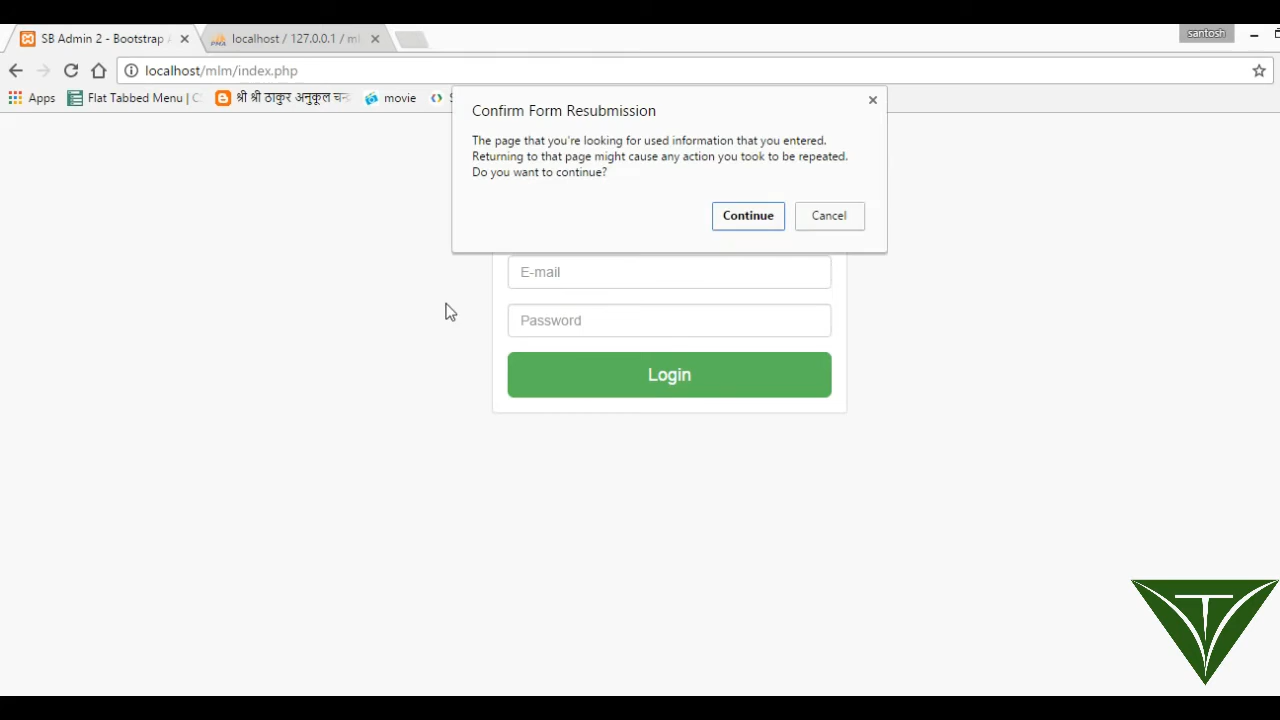 SB Admin 2 - Bootstrap
localhost / 127.0.0.1 / ml
santosh
localhost/mlm/index.php
Apps
Flat Tabbed Menu | C
श्री श्री ठाकुर अनुकूल चन्
movie
S
Confirm Form Resubmission
The page that you're looking for used information that you entered.
Returning to that page might cause any action you took to be repeated.
Do you want to continue?
Continue
Cancel
E-mail
Password
Login